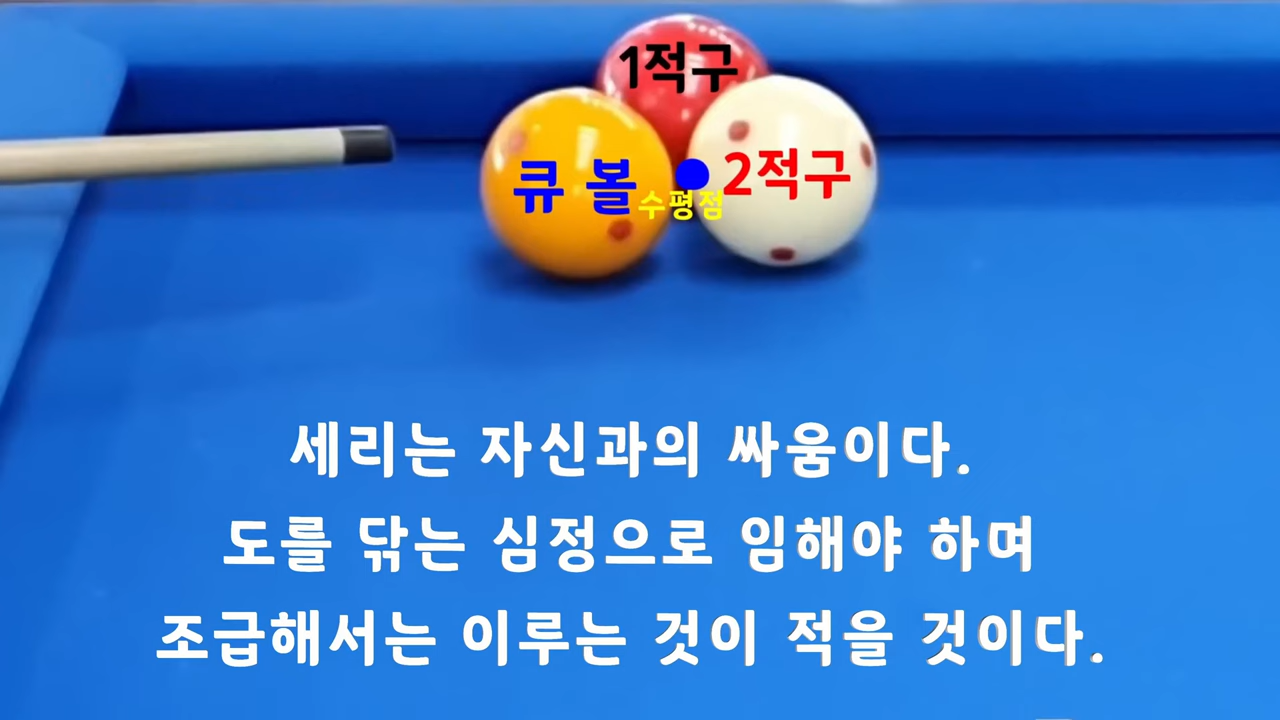 1적구
큐 볼
2적구
수평점
세리는 자신과의 싸움이다.
도를 닦는 심정으로 임해야 하며
조급해서는 이루는 것이 적을 것이다.